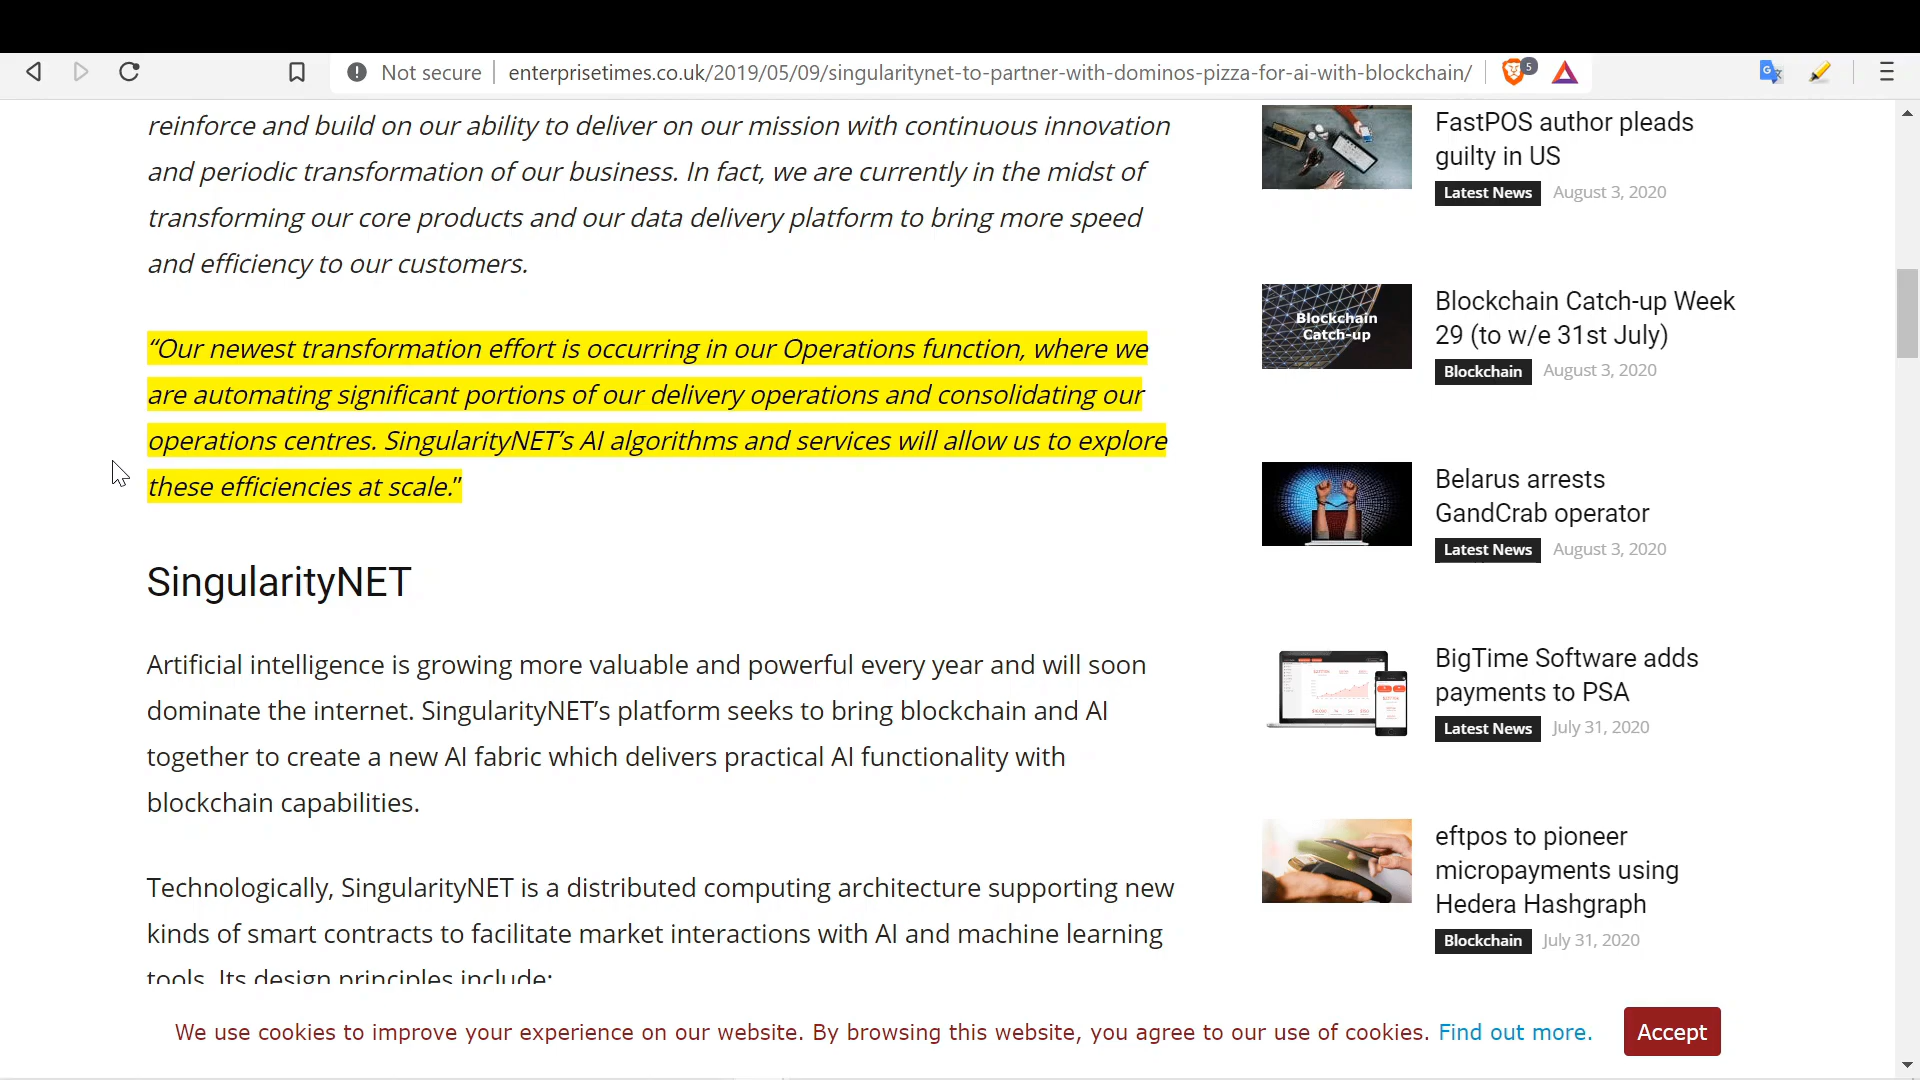 Not secure
enterprisetimes.co.uk/2019/05/09/singularitynet-to-partner-with-dominos-pizza-for-ai-with-blockchain/
5
reinforce and build on our ability to deliver on our mission with continuous innovation
and periodic transformation of our business. In fact, we are currently in the midst of
transforming our core products and our data delivery platform to bring more speed
and efficiency to our customers.
“Our newest transformation effort is occurring in our Operations function, where we
are automating significant portions of our delivery operations and consolidating our
operations centres. SingularityNET’s AI algorithms and services will allow us to explore
these efficiencies at scale.”
SingularityNET
Artificial intelligence is growing more valuable and powerful every year and will soon
dominate the internet. SingularityNET’s platform seeks to bring blockchain and AI
together to create a new AI fabric which delivers practical AI functionality with
blockchain capabilities.
Technologically, SingularityNET is a distributed computing architecture supporting new
kinds of smart contracts to facilitate market interactions with AI and machine learning
tools. Its design principles include:
FastPOS author pleads
guilty in US
Latest News August 3, 2020
Blockchain
Catch-up
Blockchain Catch-up Week
29 (to w/e 31st July)
Blockchain August 3, 2020
Belarus arrests
GandCrab operator
Latest News August 3, 2020
BigTime Software adds
payments to PSA
Latest News July 31, 2020
eftpos to pioneer
micropayments using
Hedera Hashgraph
Blockchain July 31, 2020
We use cookies to improve your experience on our website. By browsing this website, you agree to our use of cookies. Find out more.
Accept